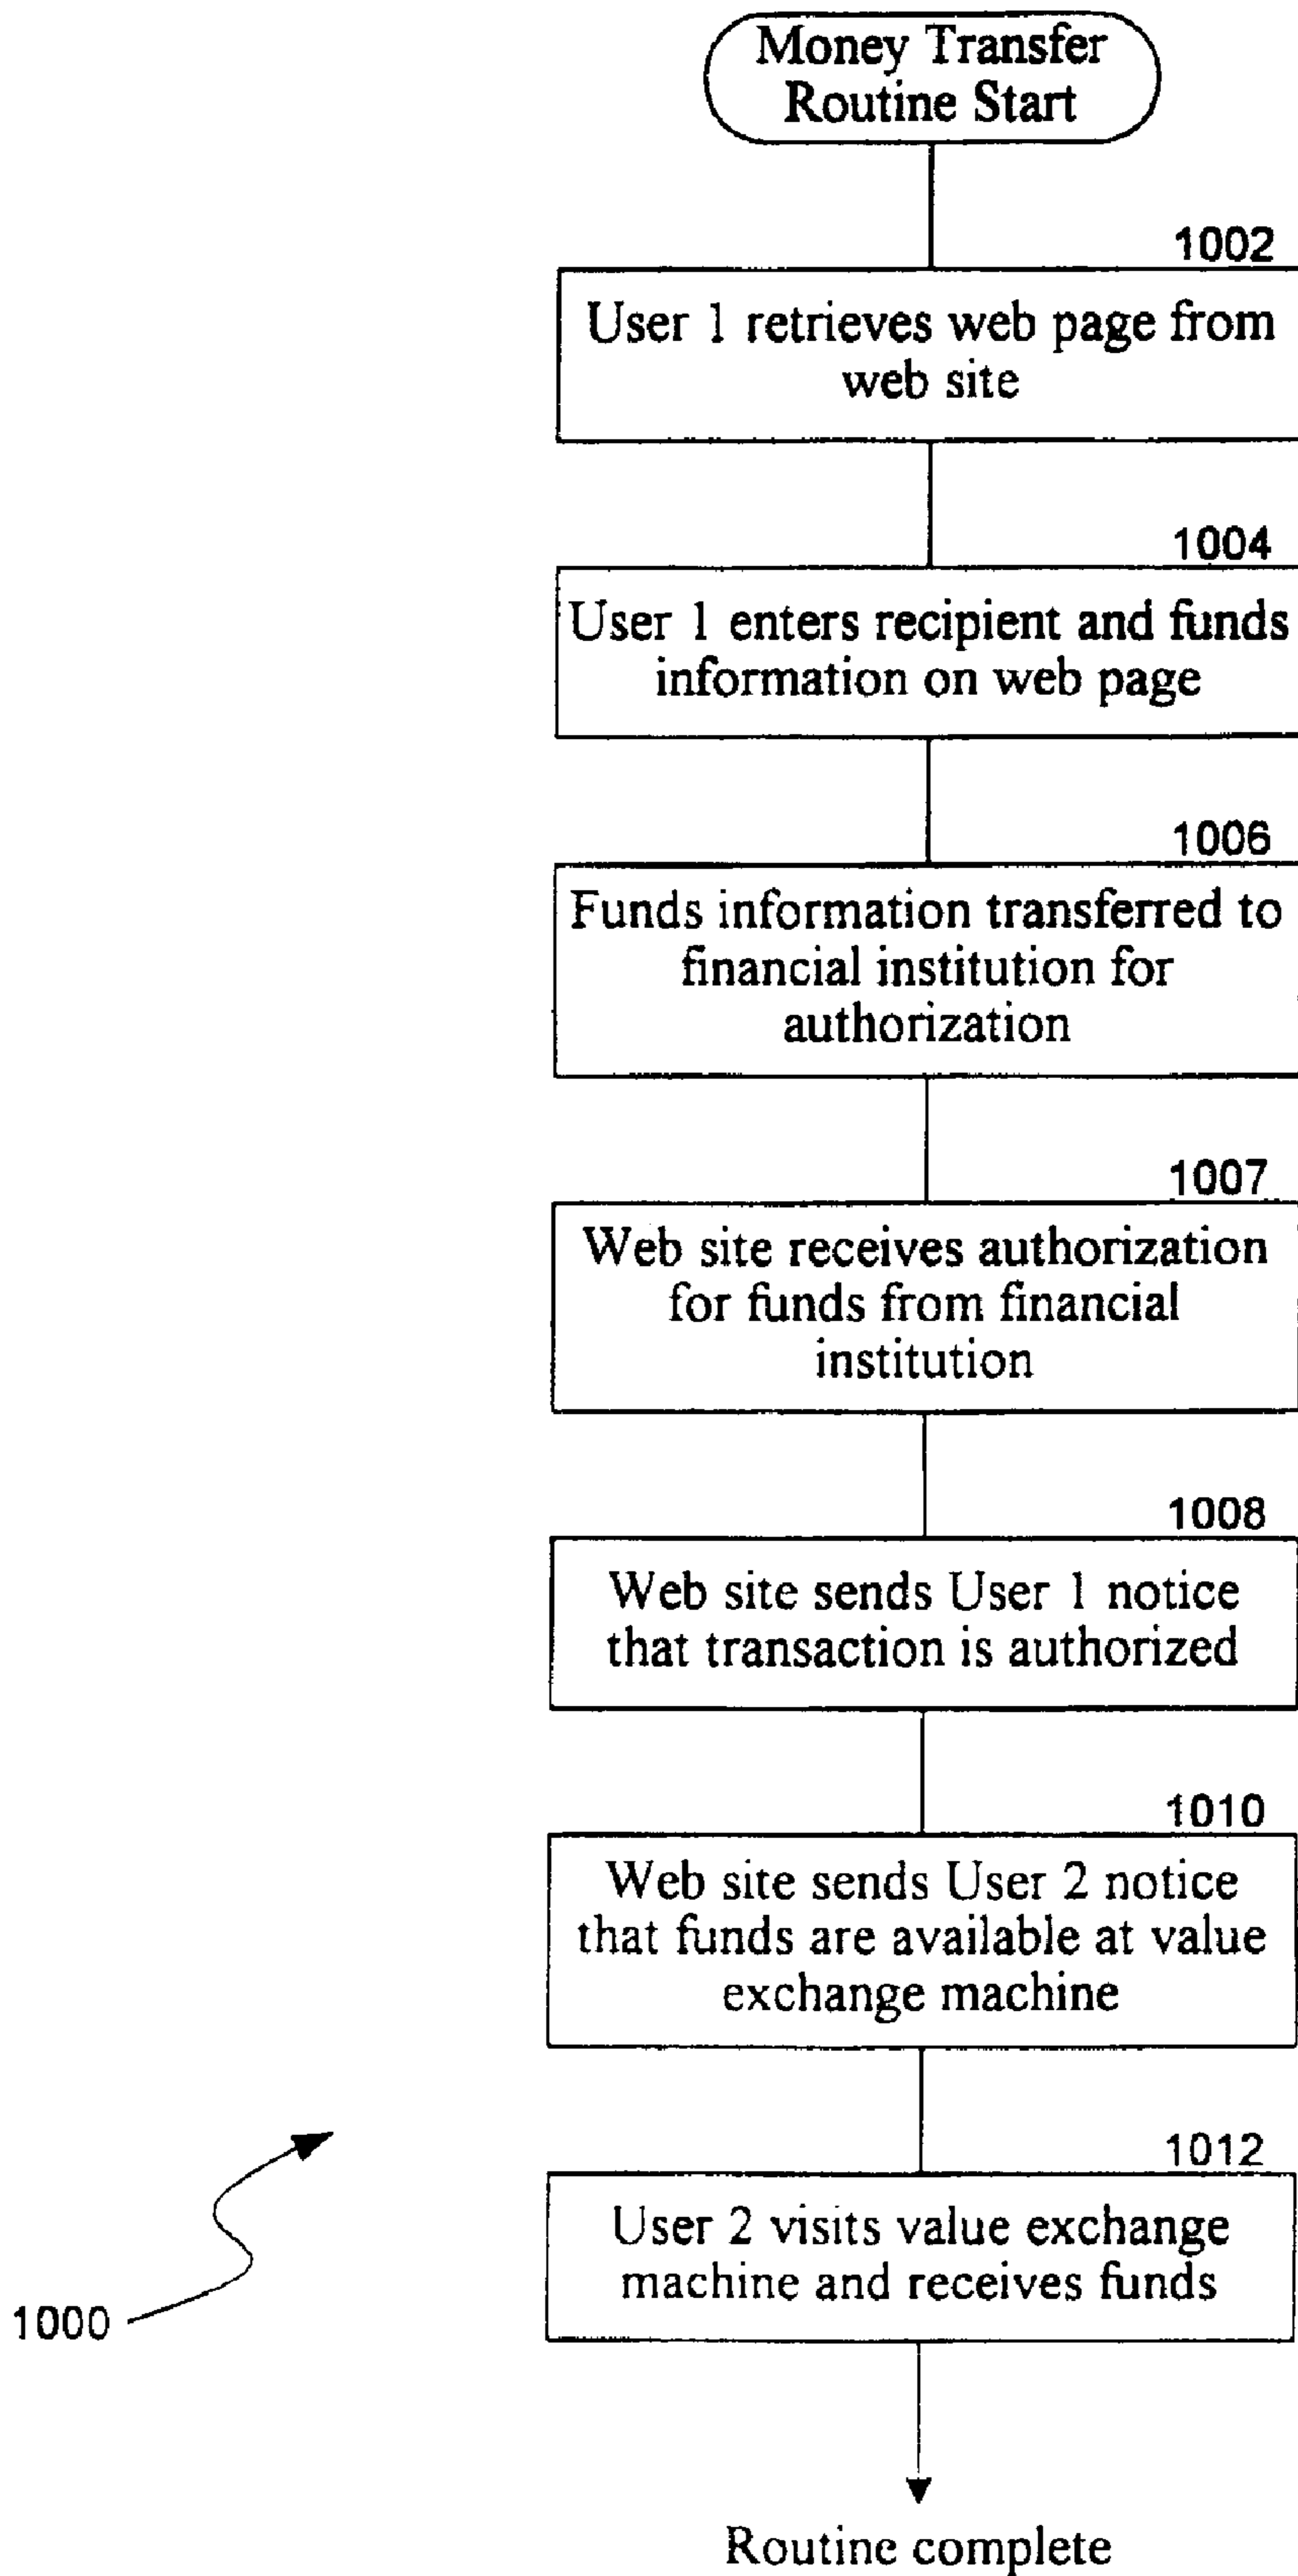 Money Transfer
Routine Start
1002
User 1 retrieves web page from
web site
1004
User 1 enters recipient and funds
information on web page
1006
Funds information transferred to
financial institution for
authorization
1007
Web site receives authorization
for funds from financial
institution
1008
Web site sends User 1 notice
that transaction is authorized
1010
Web site sends User 2 notice
that funds are available at value
exchange machine
1012
User 2 visits value exchange
machine and receives funds
1000
Routine complete